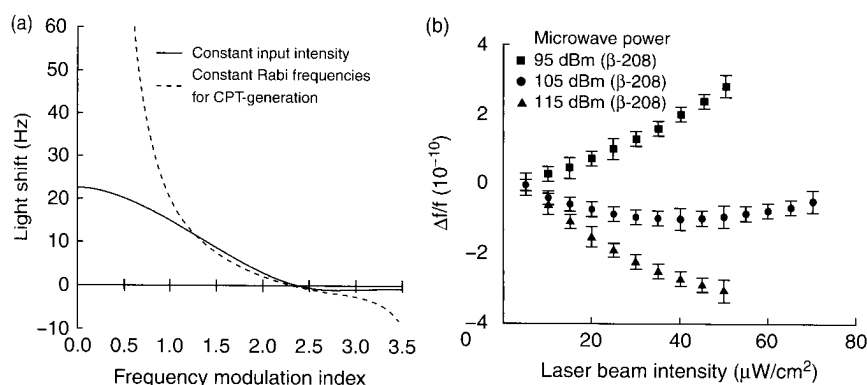 (a)
60
50
40
30
20
10
0
−10
Light shift (Hz)
Constant input intensity
Constant Rabi frequencies
for CPT-generation
0.0 0.5 1.0 1.5 2.0 2.5 3.0 3.5
Frequency modulation index
(b)
4
2
0
−2
−4
Δf/f (10⁻¹⁰)
Microwave power
95 dBm (β-208)
105 dBm (β-208)
115 dBm (β-208)
0 20 40 60 80
Laser beam intensity (μW/cm²)